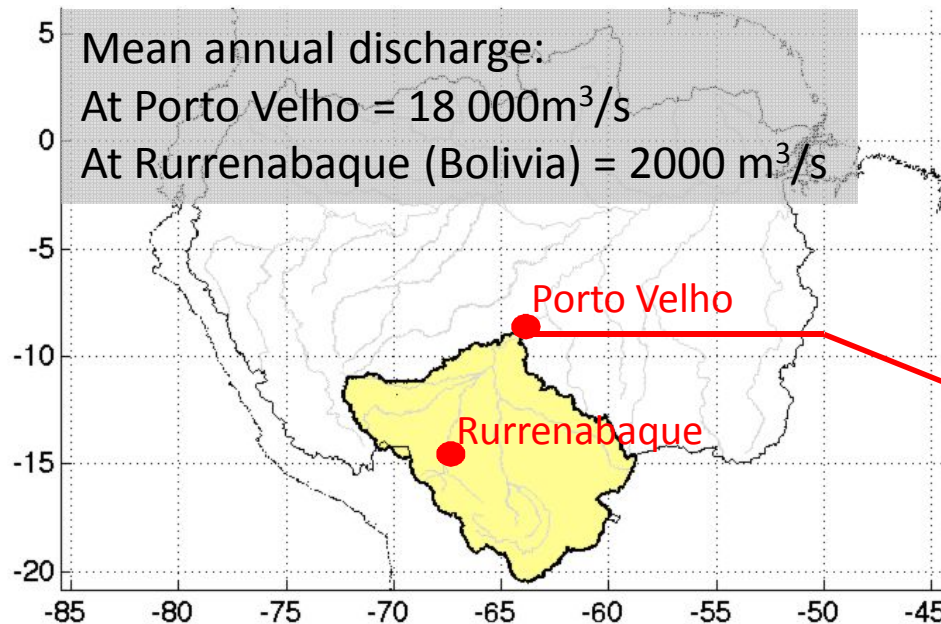 Mean annual discharge:
At Porto Velho = 18 000m³/s
At Rurrenabaque (Bolivia) = 2000 m³/s
5
0
-5
-10
-15
-20
Porto Velho
Rurrenabaque
-85 -80 -75 -70 -65 -60 -55 -50 -45